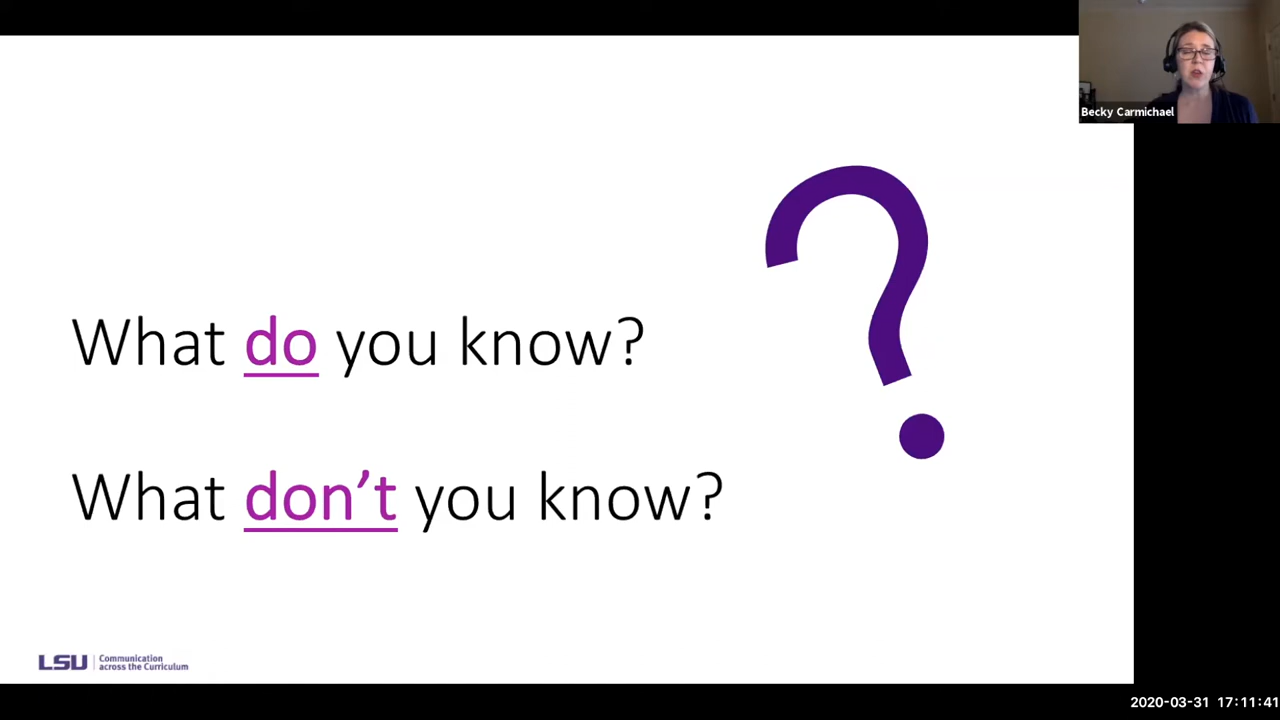 Becky Carmichael
What do you know?
What don't you know?
LSU Communication
across the Curriculum
2020-03-31 17:11:41